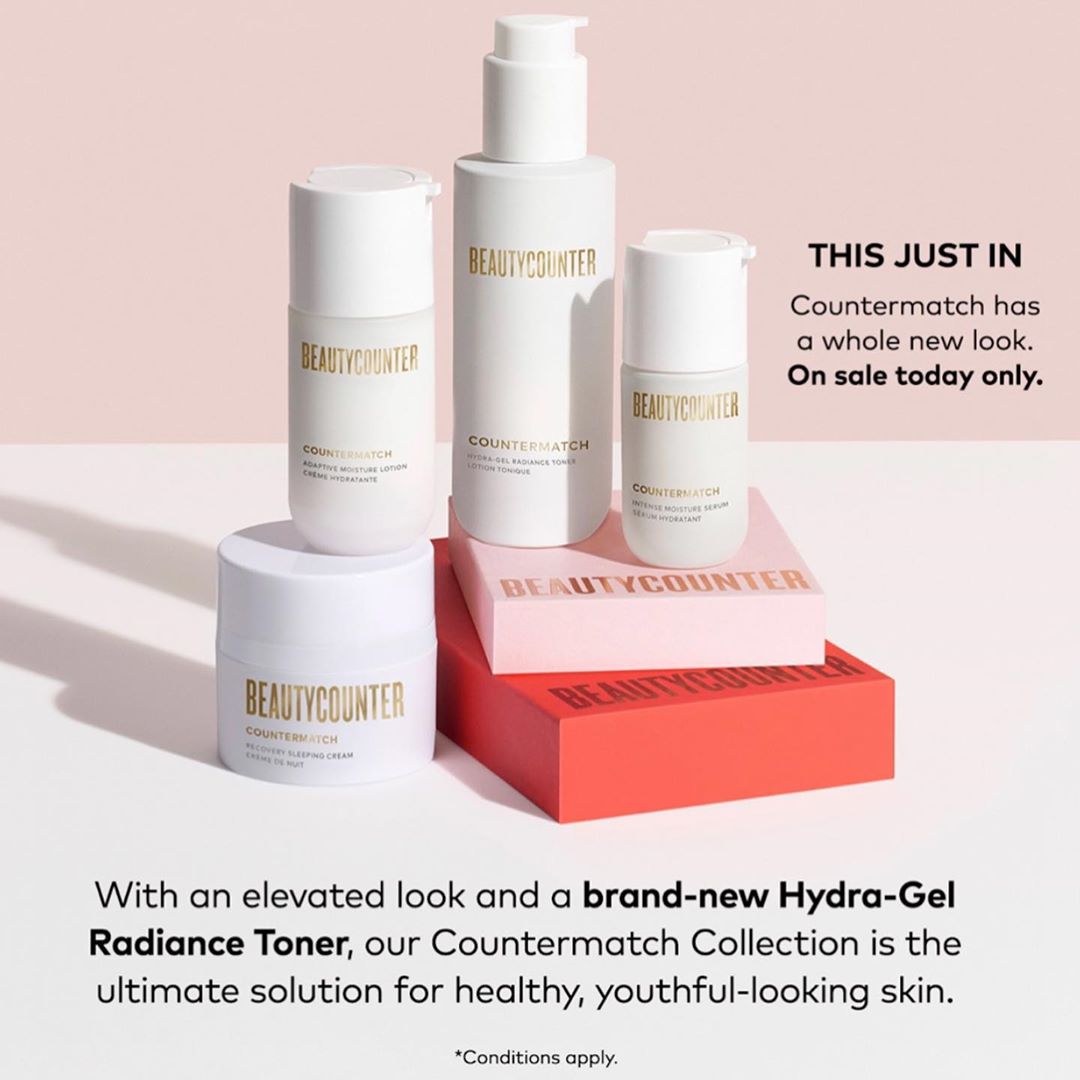 BEAUTYCOUNTER
COUNTERMATCH
ADAPTIVE MOISTURE LOTION
CRÈME HYDRATANTE
BEAUTYCOUNTER
COUNTERMATCH
HYDRA-GEL RADIANCE TONER
LOTION TONIQUE
BEAUTYCOUNTER
COUNTERMATCH
INTENSE MOISTURE SERUM
SÉRUM HYDRATANT
THIS JUST IN
Countermatch has
a whole new look.
On sale today only.
BEAUTYCOUNTER
BEAUTYCOUNTER
BEAUTYCOUNTER
COUNTERMATCH
RECOVERY SLEEPING CREAM
CRÈME DE NUIT
With an elevated look and a brand-new Hydra-Gel
Radiance Toner, our Countermatch Collection is the
ultimate solution for healthy, youthful-looking skin.
*Conditions apply.